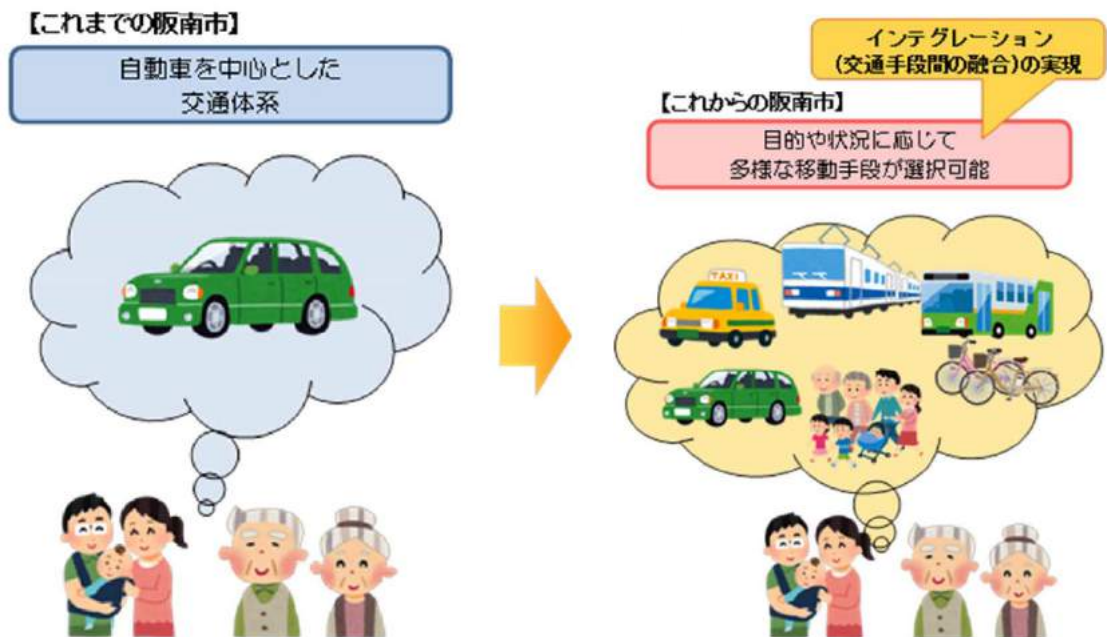 【これまでの阪南市】
自動車を中心とした
交通体系
インテグレーション
(交通手段間の融合)の実現
【これからの阪南市】
目的や状況に応じて
多様な移動手段が選択可能
TAXI